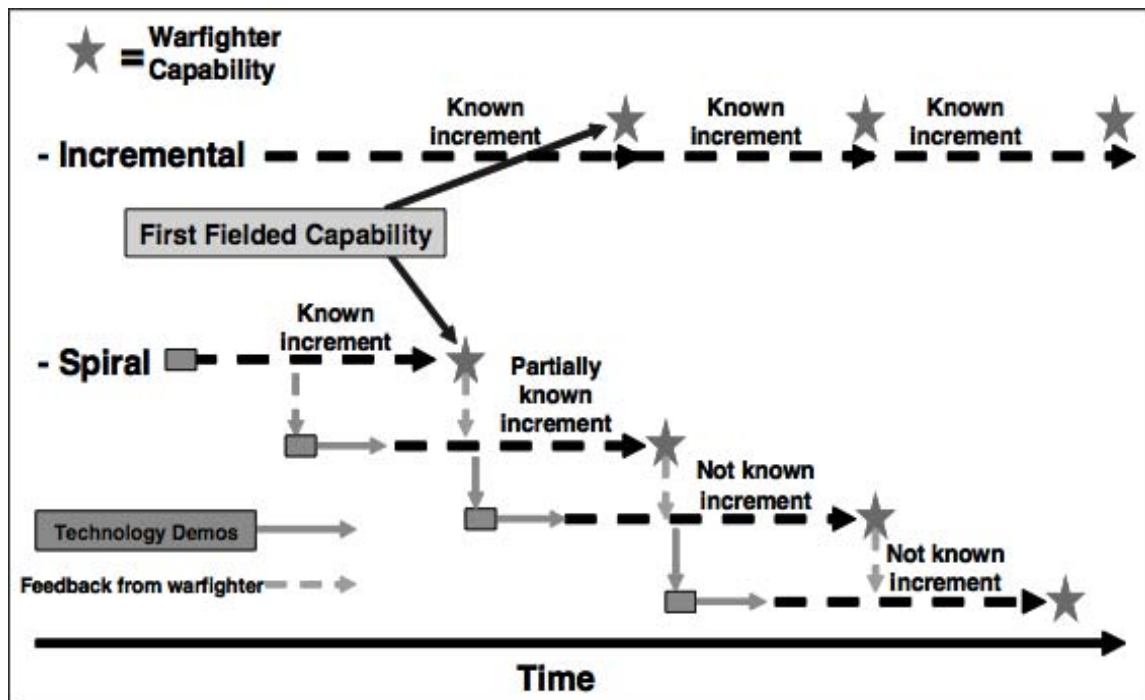 = Warfighter
Capability
Known
increment
Known
increment
Known
increment
- Incremental
First Fielded Capability
Known
increment
- Spiral
Partially
known
increment
Not known
increment
Technology Demos
Not known
increment
Feedback from warfighter
Time